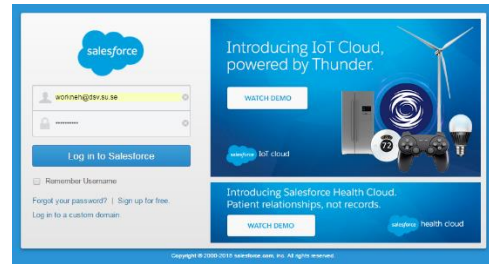 salesforce
wonineh@dsv.su.se
Log in to Salesforce
Remember Username
Forgot your password? | Sign up for free.
Log in to a custom domain.
Introducing IoT Cloud,
powered by Thunder.
WATCH DEMO
salesforce IoT cloud
72
Introducing Salesforce Health Cloud.
Patient relationships, not records.
WATCH DEMO
salesforce health cloud
Copyright © 2000-2016 salesforce.com, inc. All rights reserved.